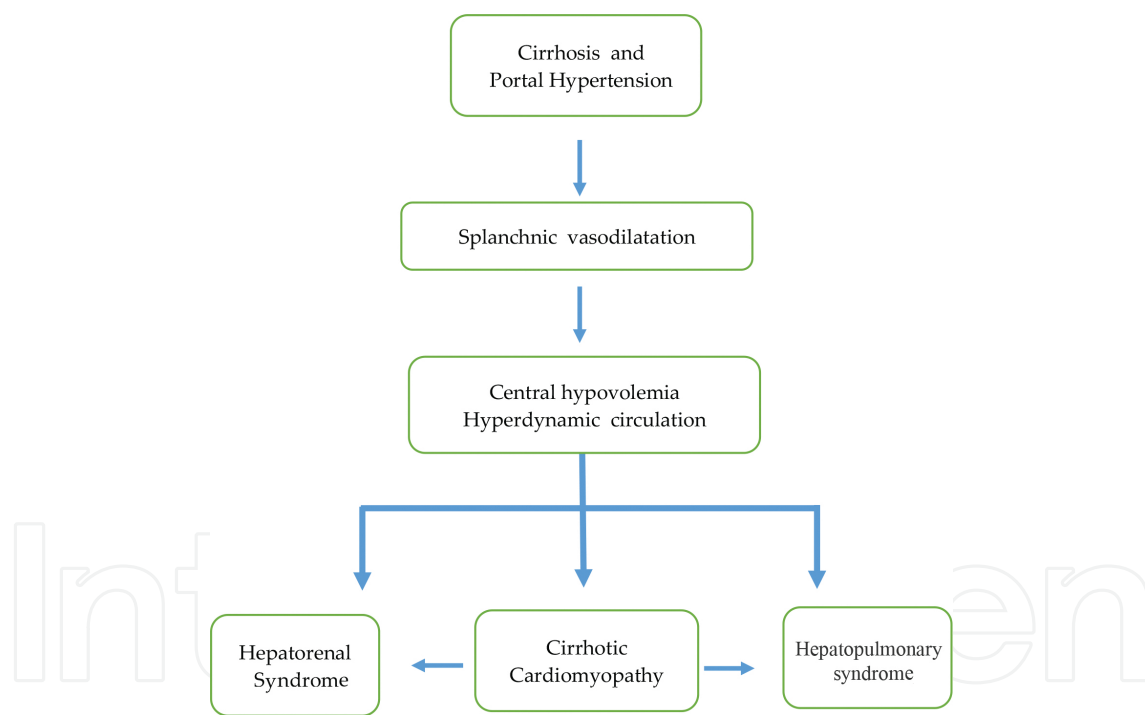 Cirrhosis and
Portal Hypertension
Splanchnic vasodilatation
Central hypovolemia
Hyperdynamic circulation
Hepatorenal
Syndrome
Cirrhotic
Cardiomyopathy
Hepatopulmonary
syndrome